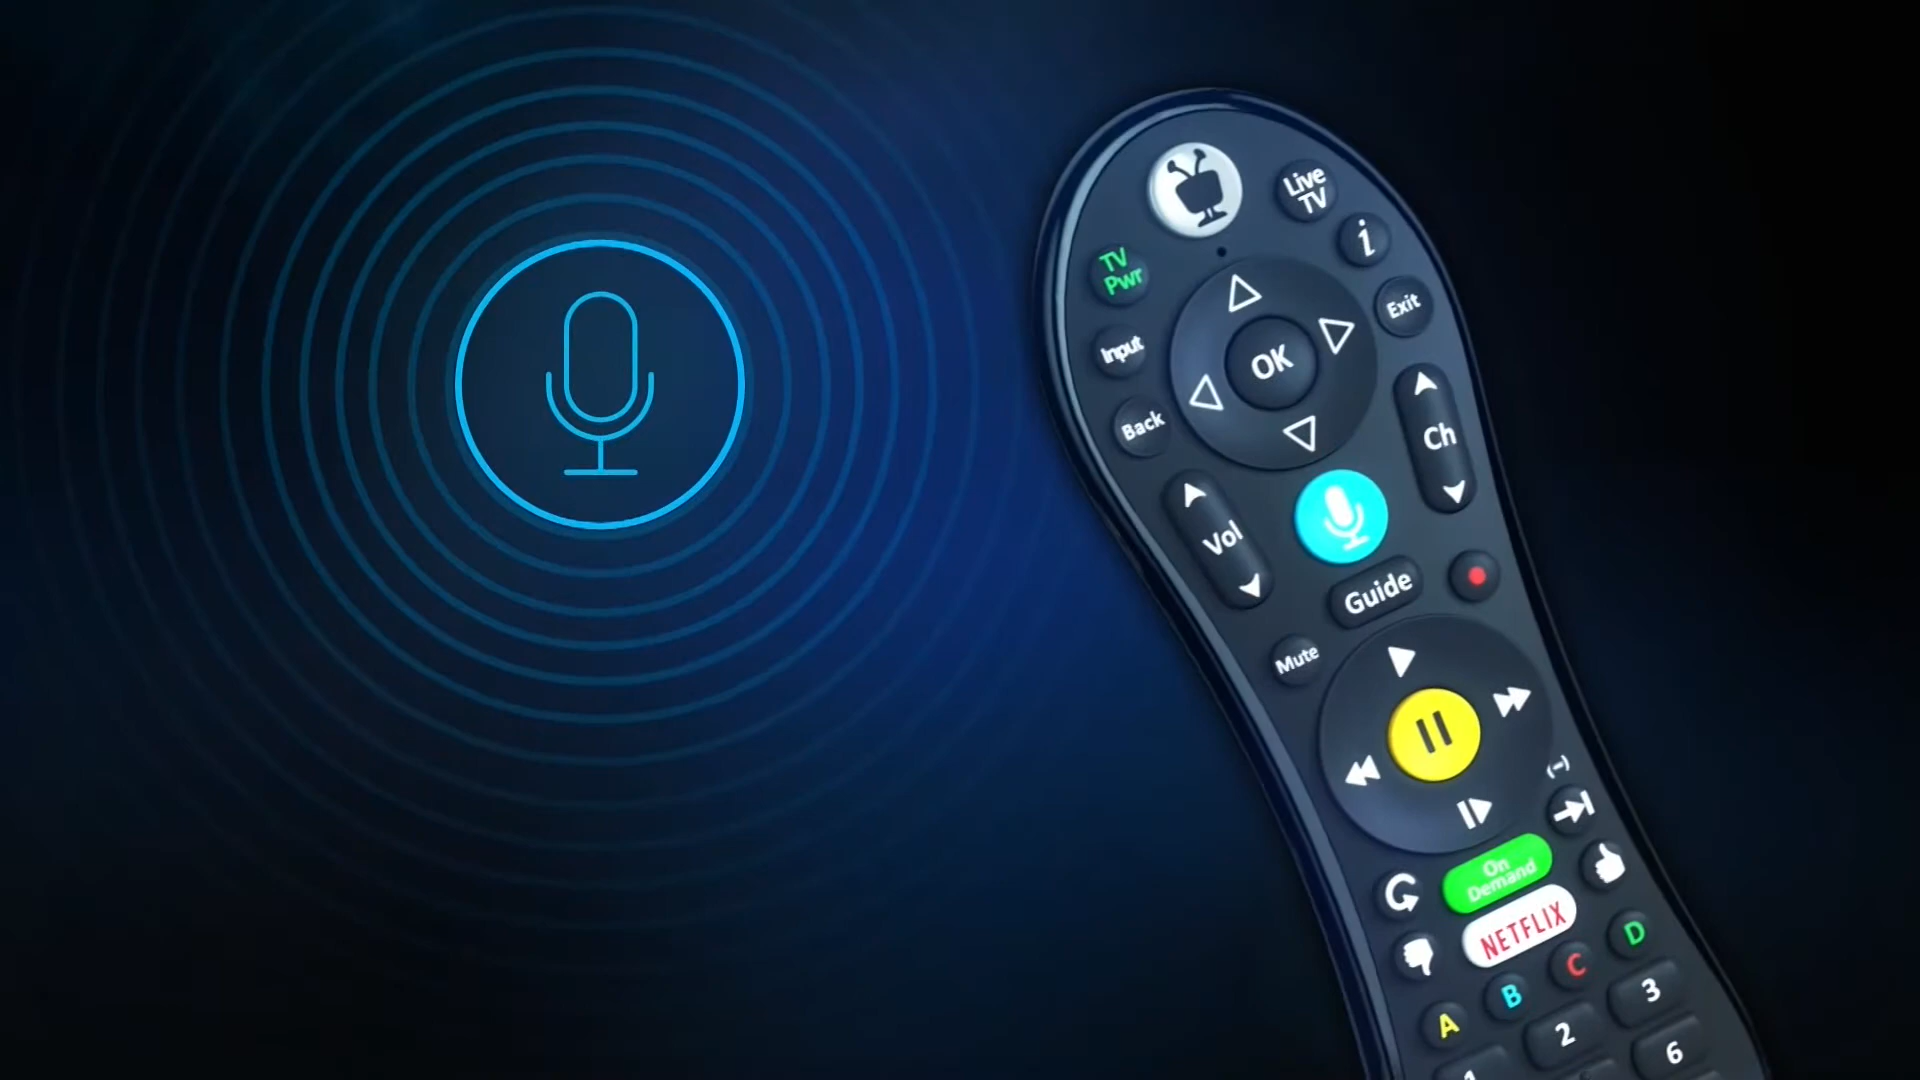 Live
TV
i
TV
Pwr
Exit
Input
OK
Back
Ch
Vol
Guide
Mute
(-)
On
Demand
NETFLIX
D
C
B
A
3
2
6